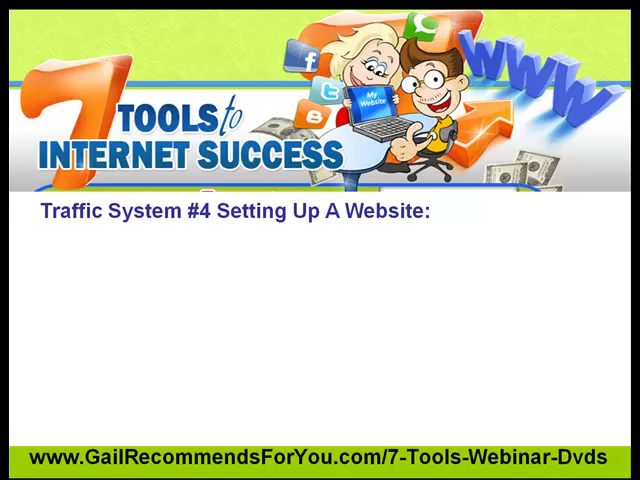 WWW
My
Website
7 TOOLS to
INTERNET SUCCESS
Traffic System #4 Setting Up A Website:
www.GailRecommendsForYou.com/7-Tools-Webinar-Dvds